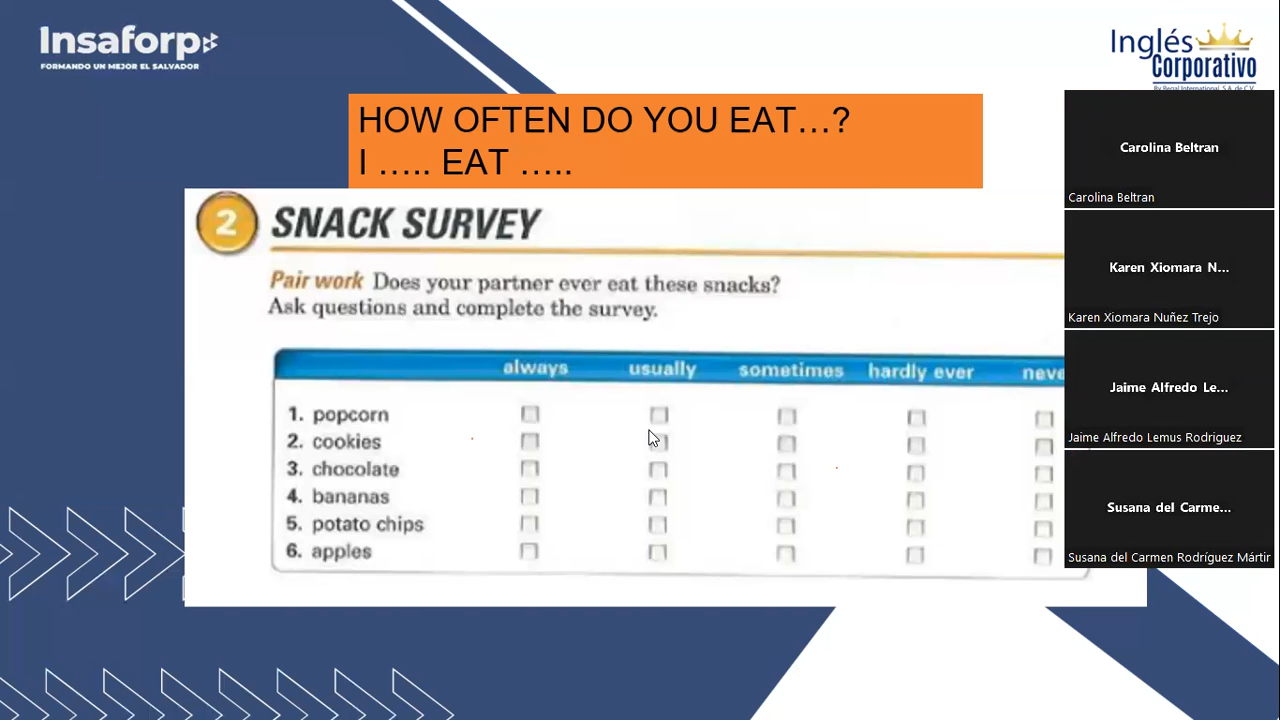 Insaforp
FORMANDO UN MEJOR EL SALVADOR
Inglés
Corporativo
HOW OFTEN DO YOU EAT...?
I ..... EAT .....
2 SNACK SURVEY
Pair work Does your partner ever eat these snacks?
Ask questions and complete the survey.
always usually sometimes hardly ever neve
1. popcorn
2. cookies
3. chocolate
4. bananas
5. potato chips
6. apples
Carolina Beltran
Carolina Beltran
Karen Xiomara N...
Karen Xiomara Nuñez Trejo
Jaime Alfredo Le...
Jaime Alfredo Lemus Rodriguez
Susana del Carme...
Susana del Carmen Rodríguez Mártir